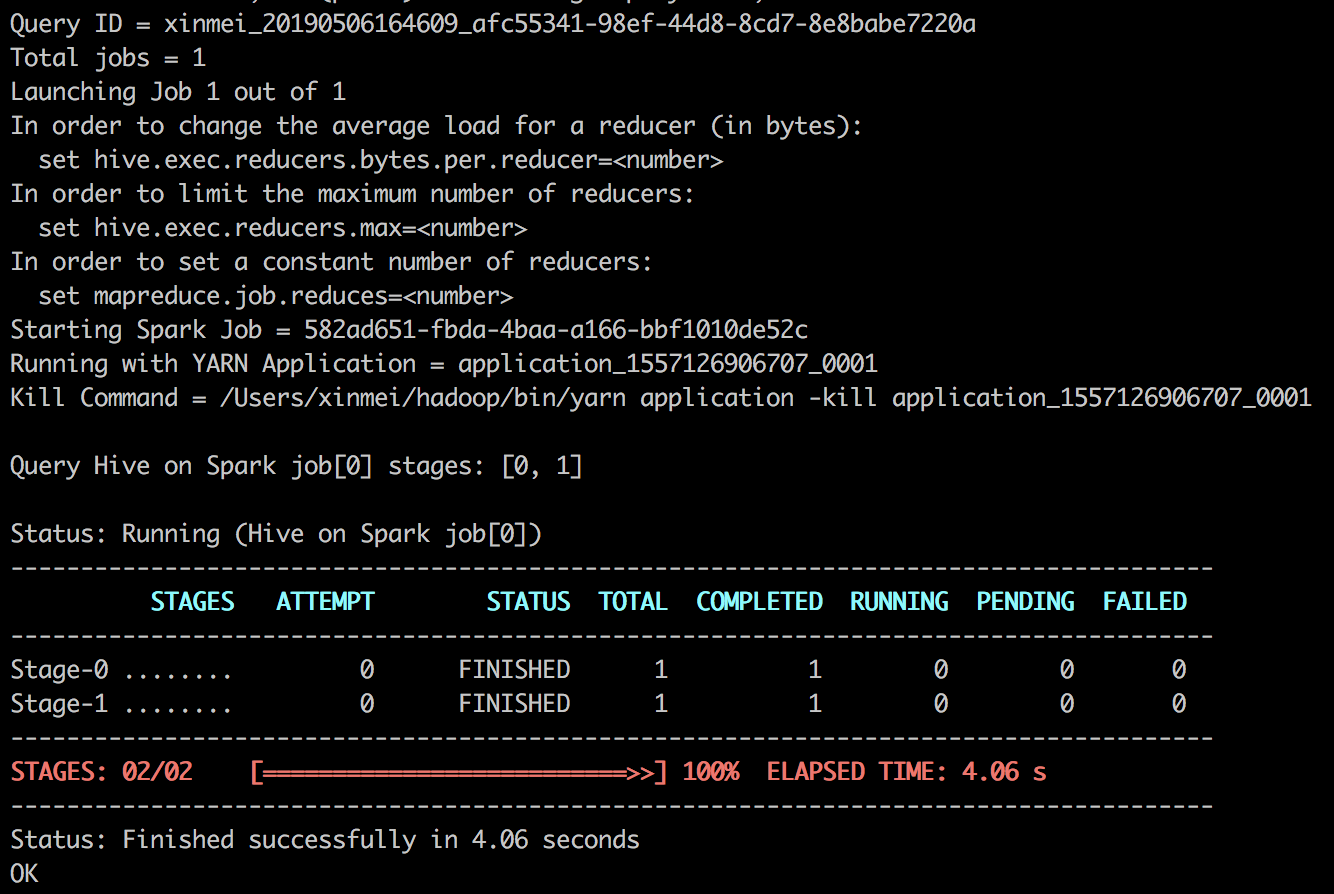 Query ID = xinmei_20190506164609_afc55341-98ef-44d8-8cd7-8e8babe7220a
Total jobs = 1
Launching Job 1 out of 1
In order to change the average load for a reducer (in bytes):
  set hive.exec.reducers.bytes.per.reducer=<number>
In order to limit the maximum number of reducers:
  set hive.exec.reducers.max=<number>
In order to set a constant number of reducers:
  set mapreduce.job.reduces=<number>
Starting Spark Job = 582ad651-fbda-4baa-a166-bbf1010de52c
Running with YARN Application = application_1557126906707_0001
Kill Command = /Users/xinmei/hadoop/bin/yarn application -kill application_1557126906707_0001
Query Hive on Spark job[0] stages: [0, 1]
Status: Running (Hive on Spark job[0])
--------------------------------------------------------------------------------------
          STAGES   ATTEMPT        STATUS  TOTAL  COMPLETED  RUNNING  PENDING  FAILED
--------------------------------------------------------------------------------------
Stage-0 ........         0      FINISHED      1          1        0        0       0
Stage-1 ........         0      FINISHED      1          1        0        0       0
--------------------------------------------------------------------------------------
STAGES: 02/02    [==========================>>] 100%  ELAPSED TIME: 4.06 s
--------------------------------------------------------------------------------------
Status: Finished successfully in 4.06 seconds
OK